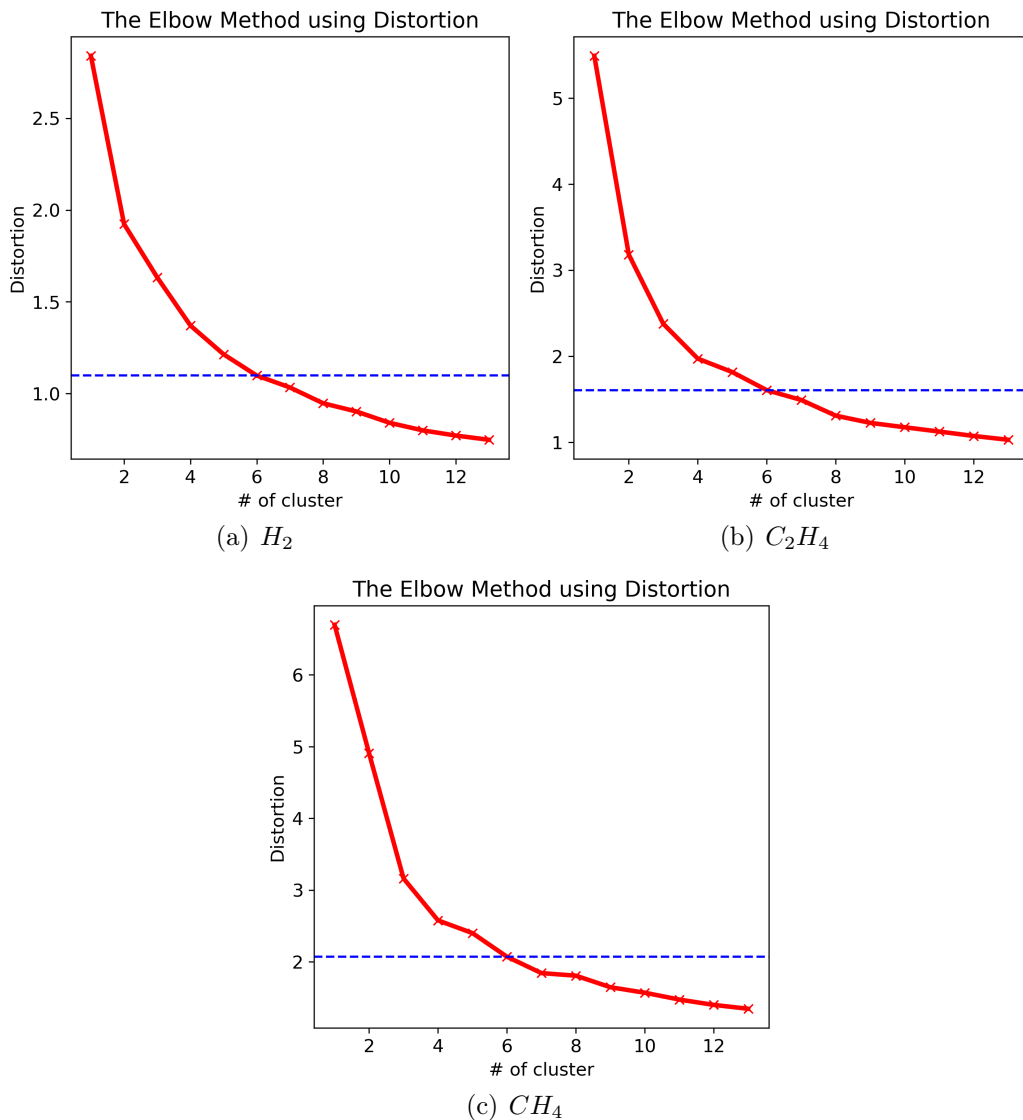 The Elbow Method using Distortion
Distortion
2.5
2.0
1.5
1.0
2 4 6 8 10 12
# of cluster
(a) H₂
The Elbow Method using Distortion
Distortion
5
4
3
2
1
2 4 6 8 10 12
# of cluster
(b) C₂H₄
The Elbow Method using Distortion
Distortion
6
5
4
3
2
2 4 6 8 10 12
# of cluster
(c) CH₄